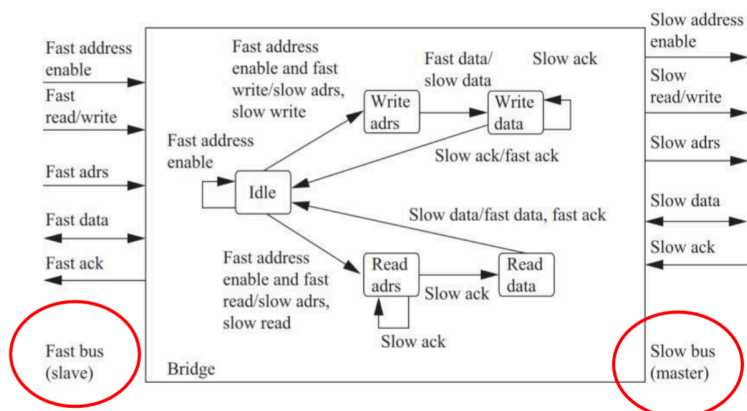 Fast address
enable
Fast
read/write
Fast adrs
Fast data
Fast ack
Fast bus
(slave)
Fast address
enable and fast
write/slow adrs,
slow write
Fast data/
slow data
Slow ack
Write
adrs
Write
data
Fast address
enable
Slow ack/fast ack
Idle
Slow data/fast data, fast ack
Fast address
enable and fast
read/slow adrs,
slow read
Read
adrs
Slow ack
Read
data
Slow ack
Bridge
Slow address
enable
Slow
read/write
Slow adrs
Slow data
Slow ack
Slow bus
(master)